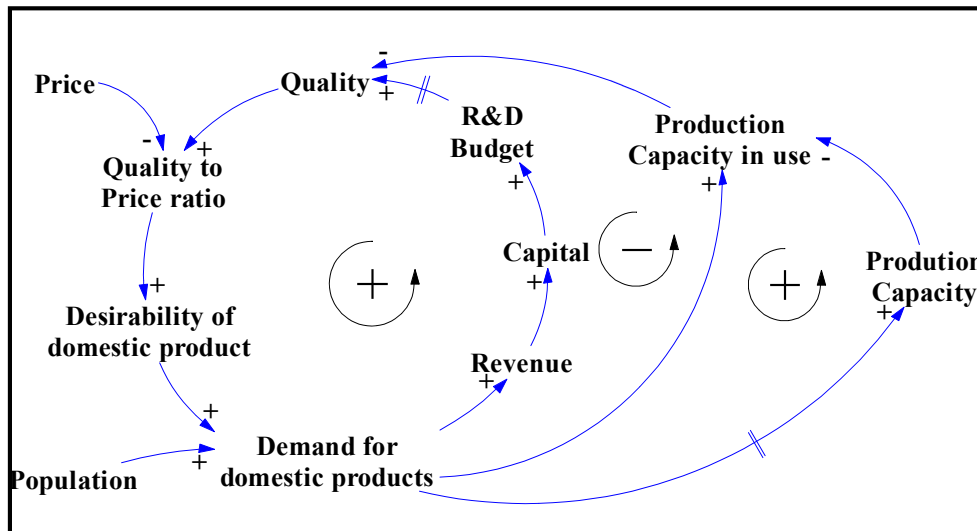 Price
Quality
-
+
R&D
Budget
+
Production
Capacity in use -
+
-
+
Quality to
Price ratio
+
Desirability of
domestic product
+
+
Capital
+
−
+
Prodution
Capacity
+
Revenue
+
+
Population
+
Demand for
domestic products